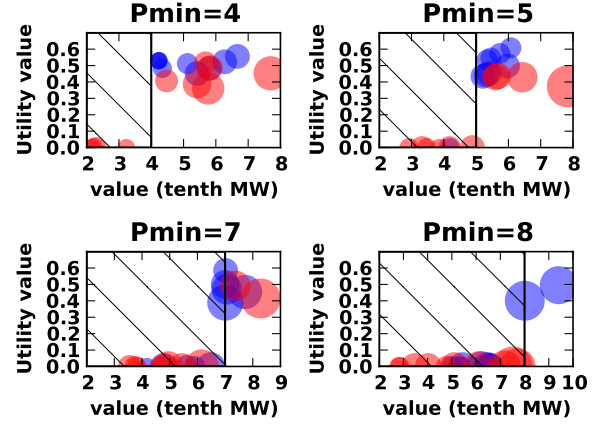 Pmin=4
Pmin=5
Utility value
0.6
0.5
0.4
0.3
0.2
0.1
0.0
2 3 4 5 6 7 8
value (tenth MW)
Utility value
0.6
0.5
0.4
0.3
0.2
0.1
0.0
2 3 4 5 6 7 8
value (tenth MW)
Pmin=7
Pmin=8
Utility value
0.6
0.5
0.4
0.3
0.2
0.1
0.0
2 3 4 5 6 7 8 9
value (tenth MW)
Utility value
0.6
0.5
0.4
0.3
0.2
0.1
0.0
2 3 4 5 6 7 8 9 10
value (tenth MW)